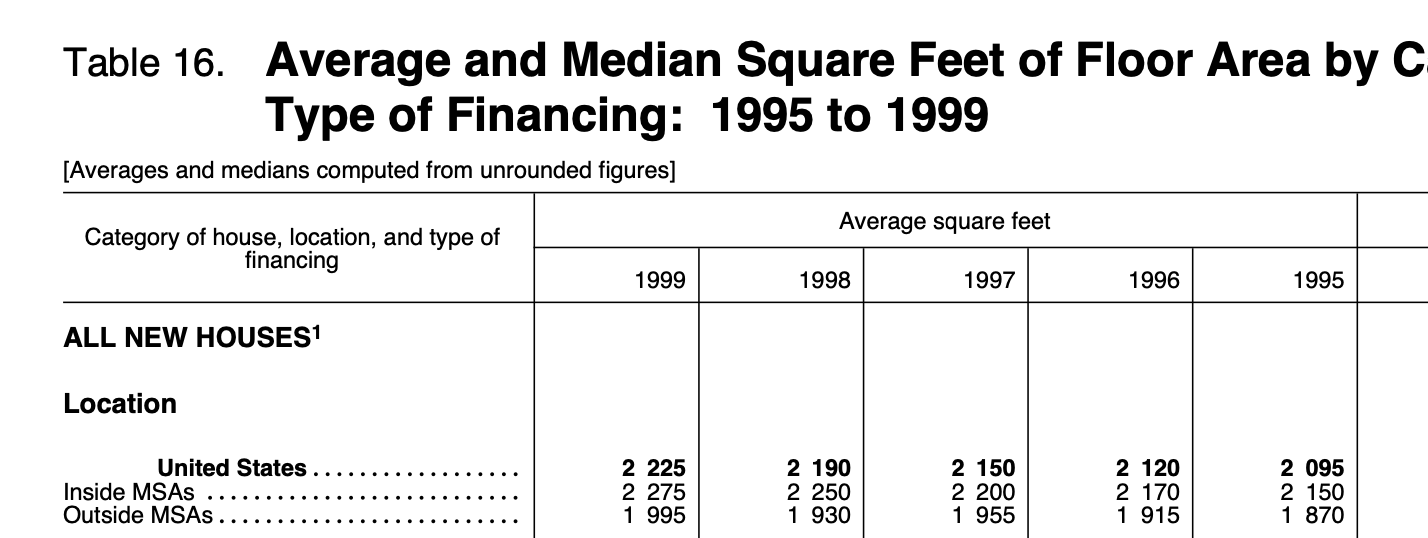 Table 16. Average and Median Square Feet of Floor Area by
Type of Financing: 1995 to 1999
[Averages and medians computed from unrounded figures]
Category of house, location, and type of
financing
Average square feet
1999 1998 1997 1996 1995
ALL NEW HOUSES¹
Location
United States . . . . . . . . . . . . . . . . . . 2 225 2 190 2 150 2 120 2 095
Inside MSAs . . . . . . . . . . . . . . . . . . . . . . . . . . . 2 275 2 250 2 200 2 170 2 150
Outside MSAs . . . . . . . . . . . . . . . . . . . . . . . . . . 1 995 1 930 1 955 1 915 1 870